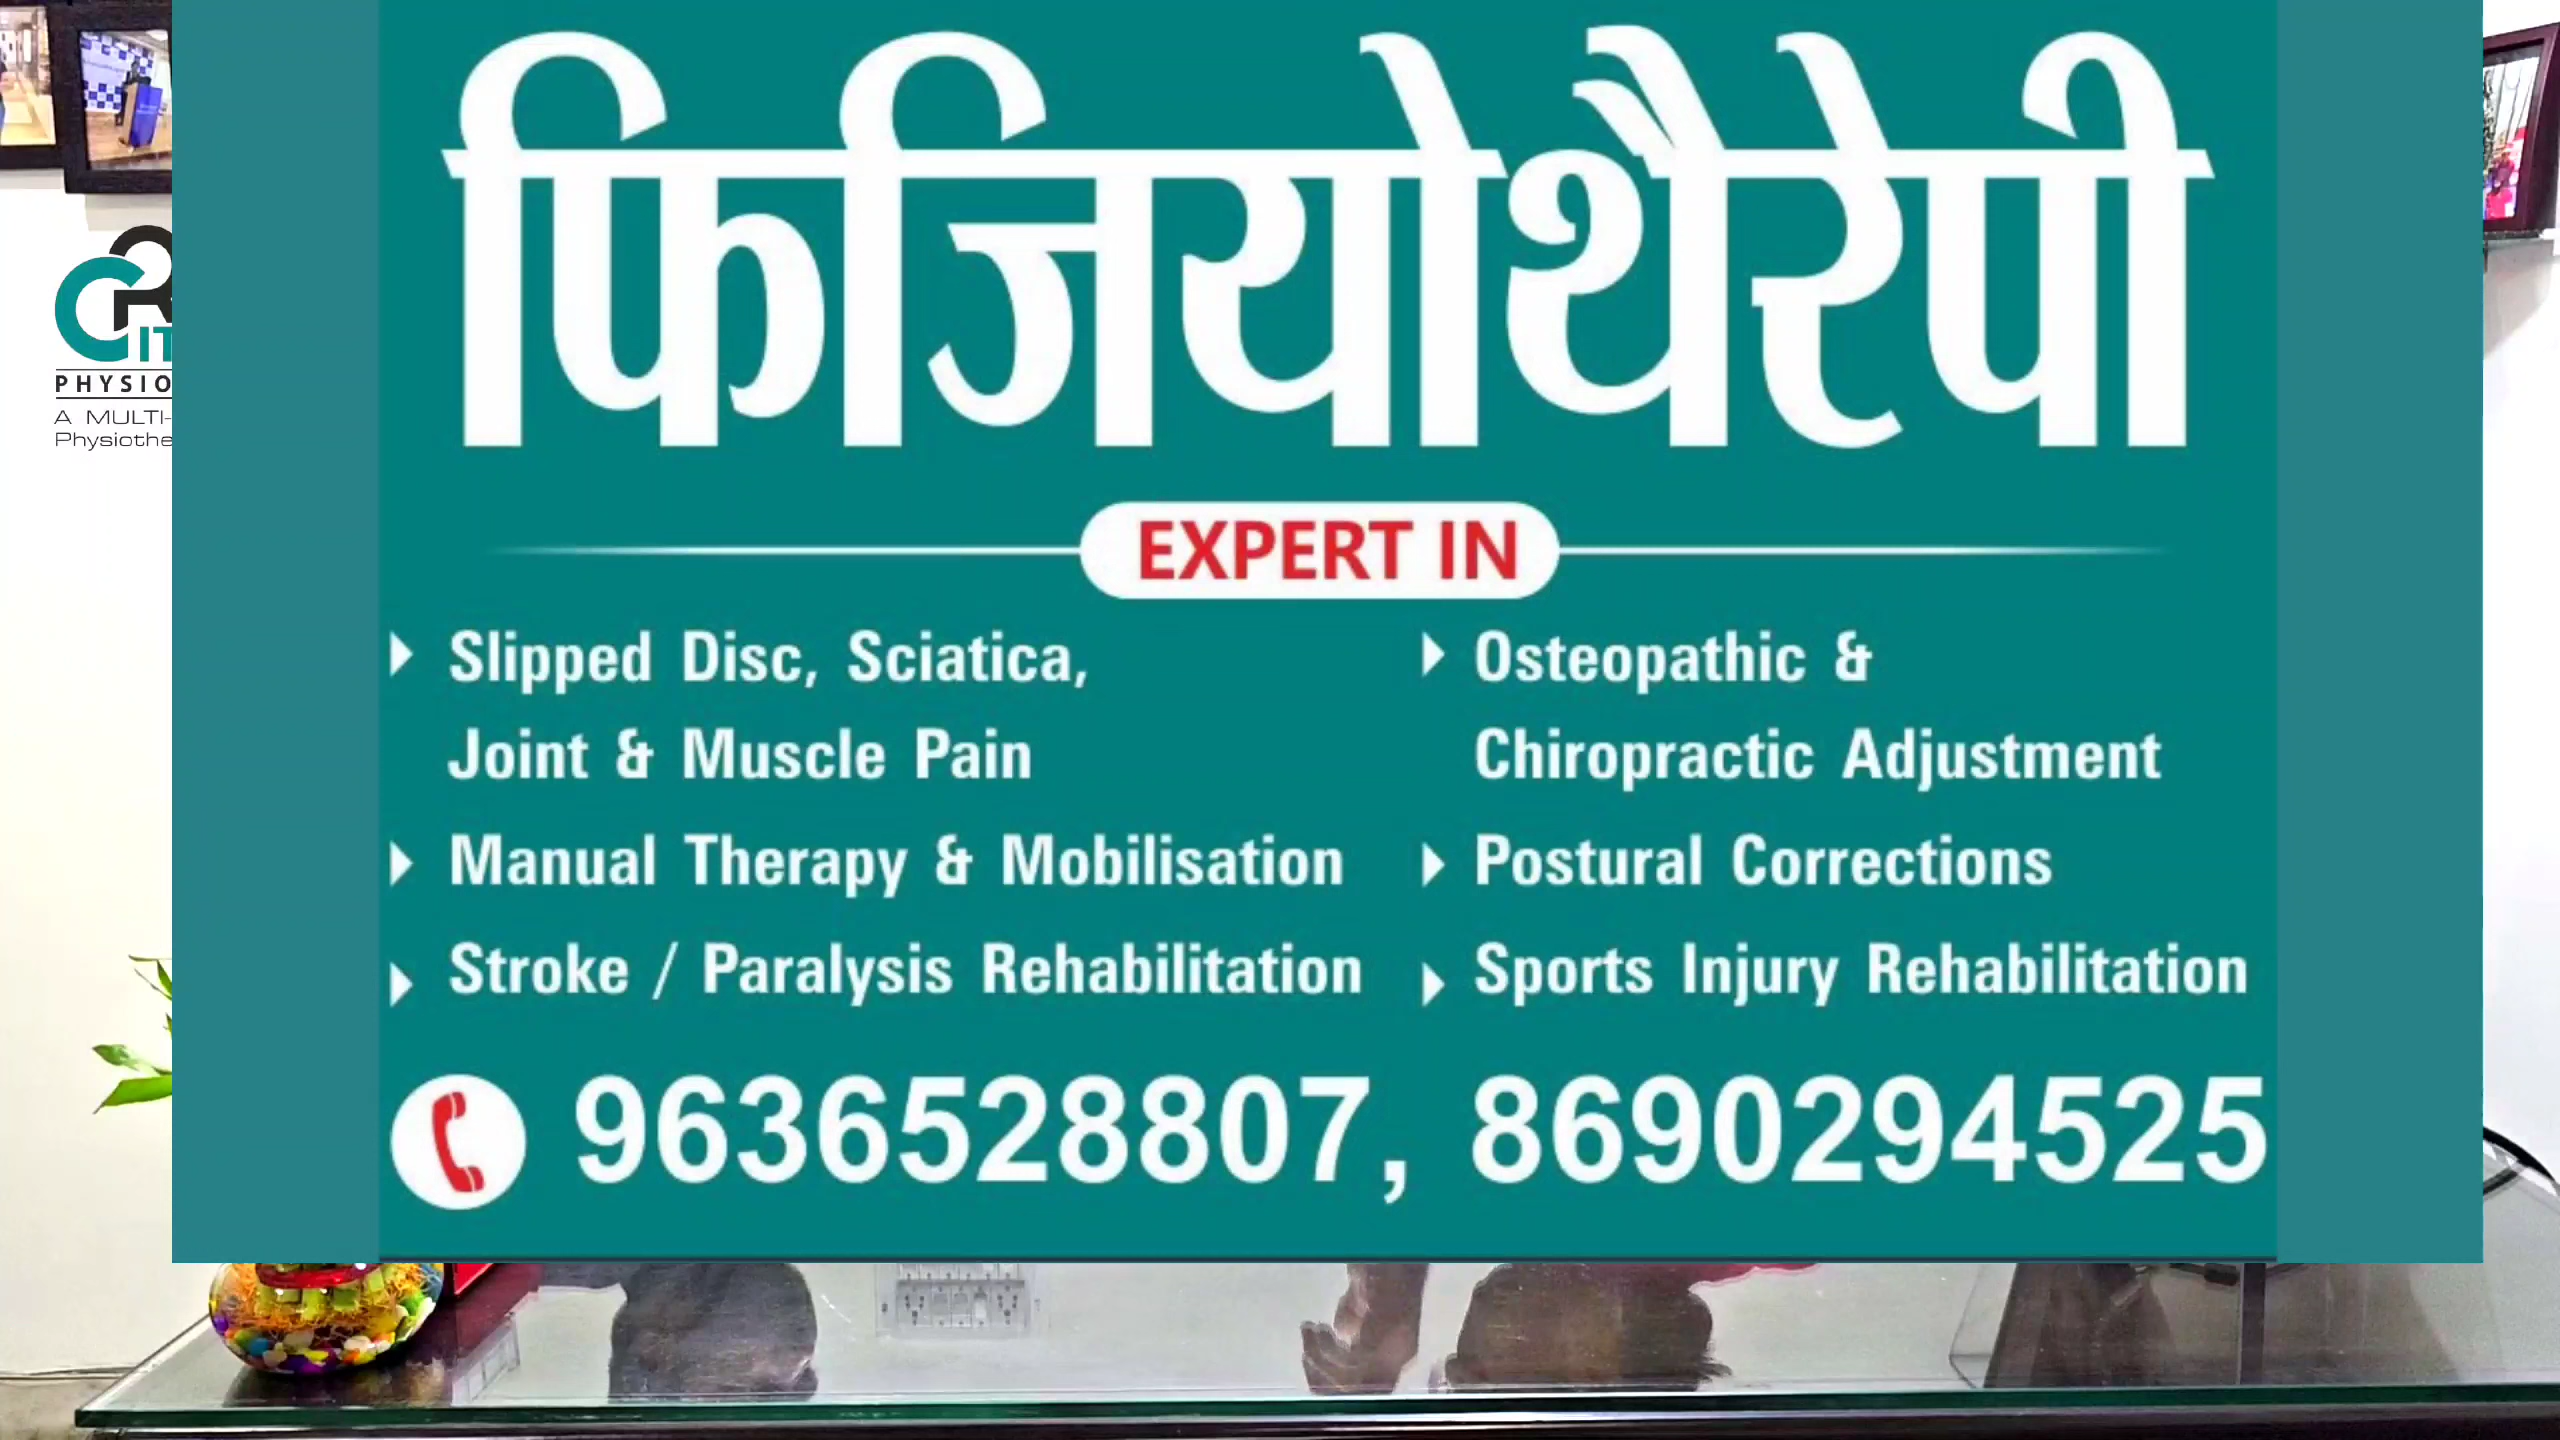 PHYSIO
A MULTI-
Physiothe
फिजियोथैरेपी
EXPERT IN
Slipped Disc, Sciatica,
Joint & Muscle Pain
Manual Therapy & Mobilisation
Stroke / Paralysis Rehabilitation
Osteopathic &
Chiropractic Adjustment
Postural Corrections
Sports Injury Rehabilitation
9636528807, 8690294525